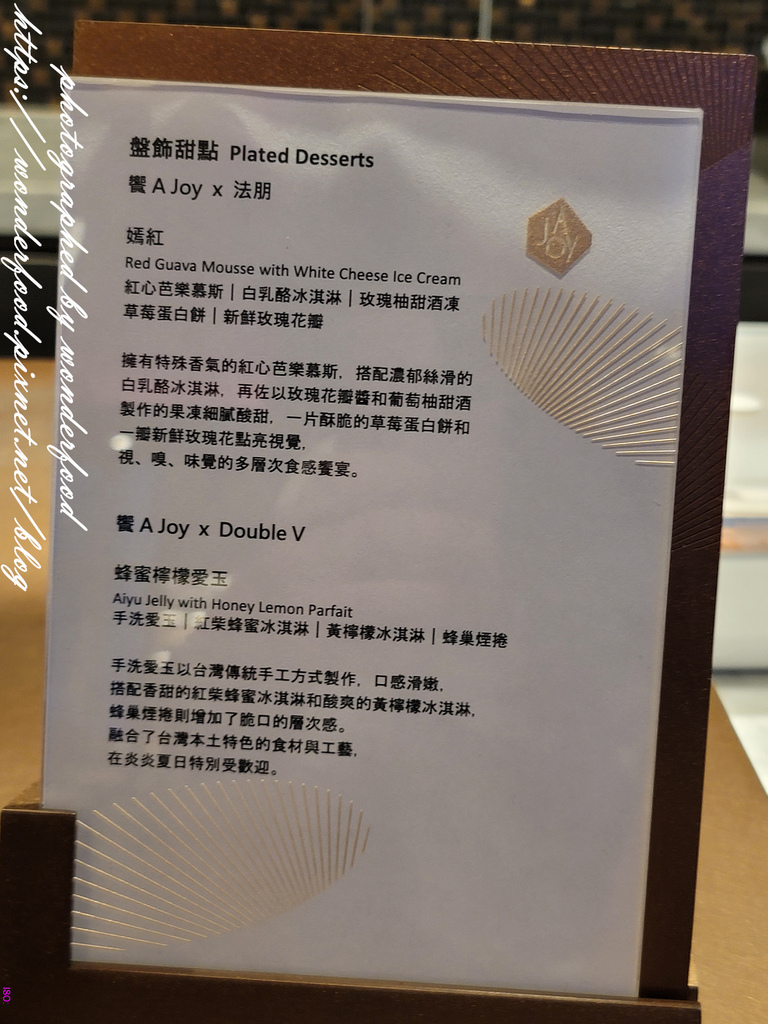 盤飾甜點 Plated Desserts
饗 A Joy x 法朋
JA
OY
嫣紅
Red Guava Mousse with White Cheese Ice Cream
紅心芭樂慕斯｜白乳酪冰淇淋｜玫瑰柚甜酒凍
草莓蛋白餅｜新鮮玫瑰花瓣
擁有特殊香氣的紅心芭樂慕斯，搭配濃郁絲滑的
白乳酪冰淇淋，再佐以玫瑰花瓣醬和葡萄柚甜酒
製作的果凍細膩酸甜，一片酥脆的草莓蛋白餅和
一瓣新鮮玫瑰花點亮視覺，
視、嗅、味覺的多層次食感饗宴。
饗 A Joy x Double V
蜂蜜檸檬愛玉
Aiyu Jelly with Honey Lemon Parfait
手洗愛玉｜紅柴蜂蜜冰淇淋｜黃檸檬冰淇淋｜蜂巢煙捲
手洗愛玉以台灣傳統手工方式製作，口感滑嫩，
搭配香甜的紅柴蜂蜜冰淇淋和酸爽的黃檸檬冰淇淋，
蜂巢煙捲則增加了脆口的層次感。
融合了台灣本土特色的食材與工藝，
在炎炎夏日特別受歡迎。
photographed by wonderfood
https://wonderfood.pixnet.net/blog
ISO